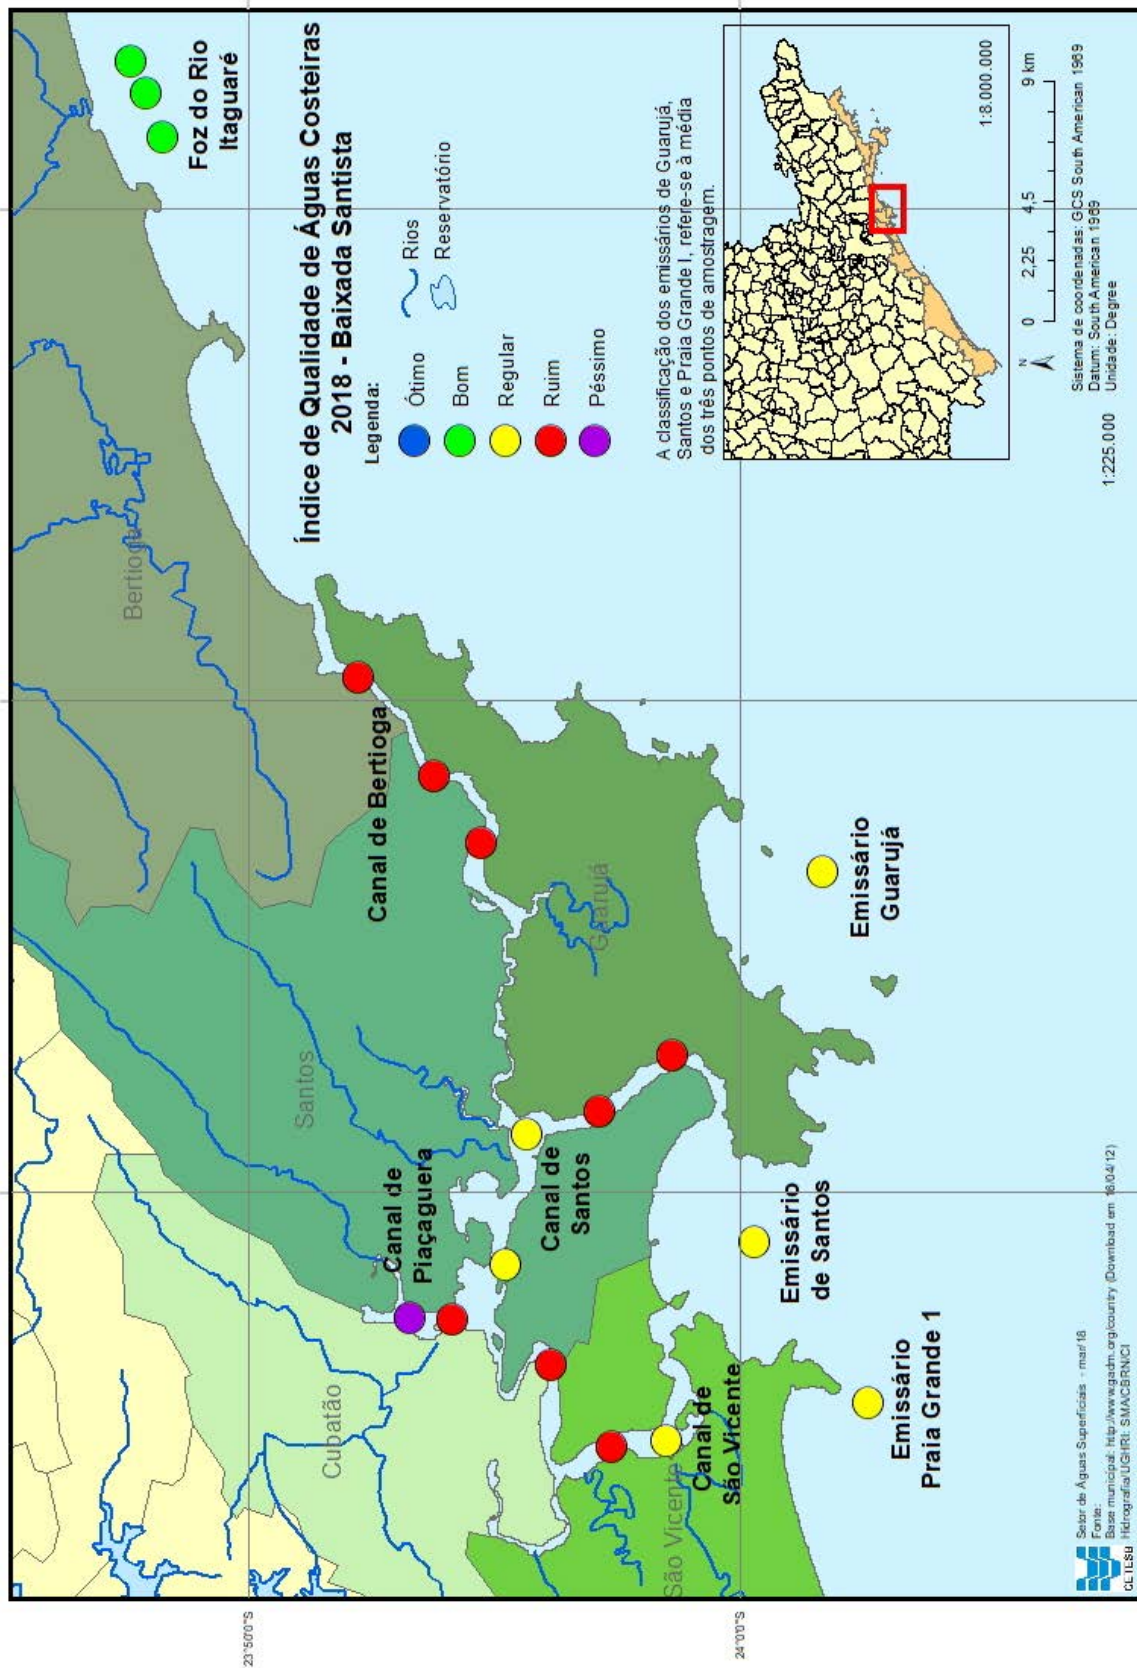 Foz do Rio
Itaguaré
Índice de Qualidade de Águas Costeiras
2018 - Baixada Santista
Legenda:
Ótimo
Bom
Regular
Ruim
Péssimo
Rios
Reservatório
A classificação dos emissários de Guarujá,
Santos e Praia Grande I, refere-se à média
dos três pontos de amostragem.
1:8.000.000
0 2,25 4,5 9 km
N
Sistema de coordenadas: GCS South American 1969
Datum: South American 1969
Unidade: Degree
1:225.000
Bertioga
Canal de Bertioga
Guarujá
Emissário
Guarujá
Santos
Canal de
Piaçaguera
Canal de
Santos
Emissário
de Santos
Cubatão
Canal de
São Vicente
São Vicente
Emissário
Praia Grande 1
23°50'0"S
24°0'0"S
CETESB
Setor de Águas Superficiais - mar/18
Fonte:
Base municipal: http://www.gadm.org/country (Download em 16/04/12)
Hidrografia/UGHRI: SMA/CBRN/CI